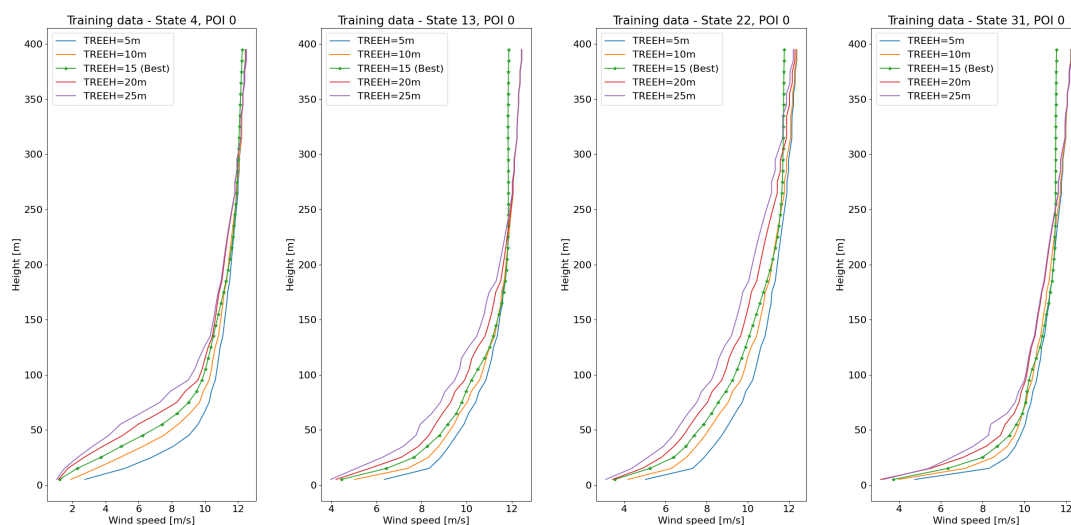 Training data - State 4, POI 0
400
350
300
250
200
150
100
50
0
Height [m]
2 4 6 8 10 12
Wind speed [m/s]
TREEH=5m
TREEH=10m
TREEH=15 (Best)
TREEH=20m
TREEH=25m
Training data - State 13, POI 0
400
350
300
250
200
150
100
50
0
Height [m]
4 6 8 10 12
Wind speed [m/s]
TREEH=5m
TREEH=10m
TREEH=15 (Best)
TREEH=20m
TREEH=25m
Training data - State 22, POI 0
400
350
300
250
200
150
100
50
0
Height [m]
4 6 8 10 12
Wind speed [m/s]
TREEH=5m
TREEH=10m
TREEH=15 (Best)
TREEH=20m
TREEH=25m
Training data - State 31, POI 0
400
350
300
250
200
150
100
50
0
Height [m]
4 6 8 10 12
Wind speed [m/s]
TREEH=5m
TREEH=10m
TREEH=15 (Best)
TREEH=20m
TREEH=25m